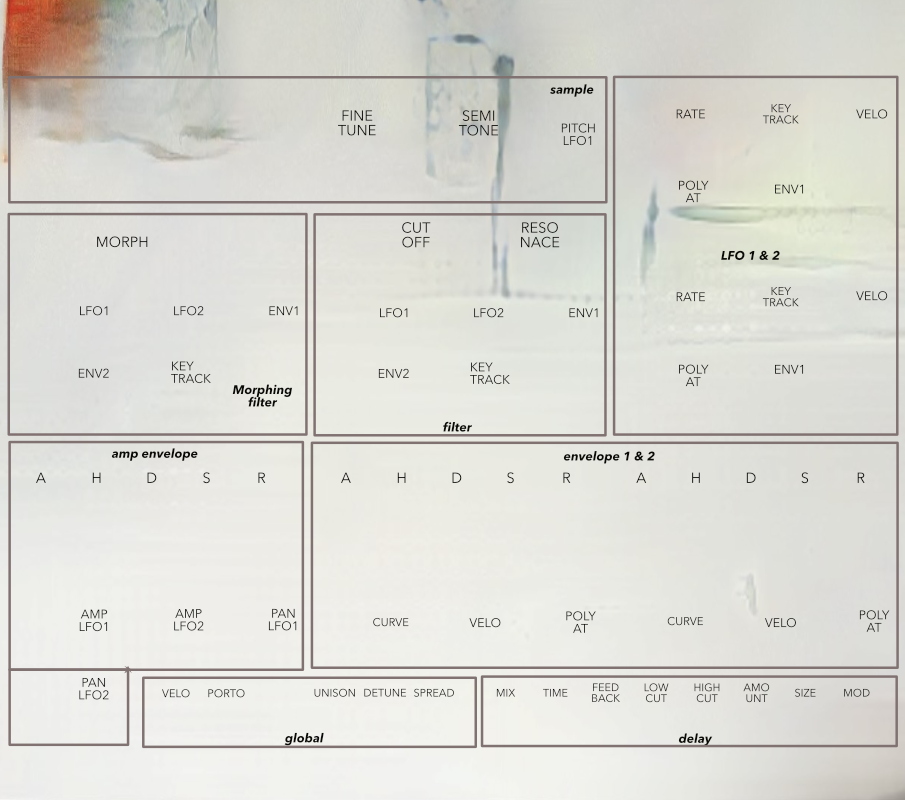 sample
FINE
TUNE
SEMI
TONE
PITCH
LFO1
RATE
KEY
TRACK
VELO
POLY
AT
ENV1
LFO 1 & 2
RATE
KEY
TRACK
VELO
POLY
AT
ENV1
MORPH
LFO1
LFO2
ENV1
ENV2
KEY
TRACK
Morphing
filter
CUT
OFF
RESO
NACE
LFO1
LFO2
ENV1
ENV2
KEY
TRACK
filter
amp envelope
A H D S R
AMP
LFO1
AMP
LFO2
PAN
LFO1
PAN
LFO2
envelope 1 & 2
A H D S R A H D S R
CURVE
VELO
POLY
AT
CURVE
VELO
POLY
AT
VELO
PORTO
UNISON
DETUNE
SPREAD
global
MIX
TIME
FEED
BACK
LOW
CUT
HIGH
CUT
AMO
UNT
SIZE
MOD
delay